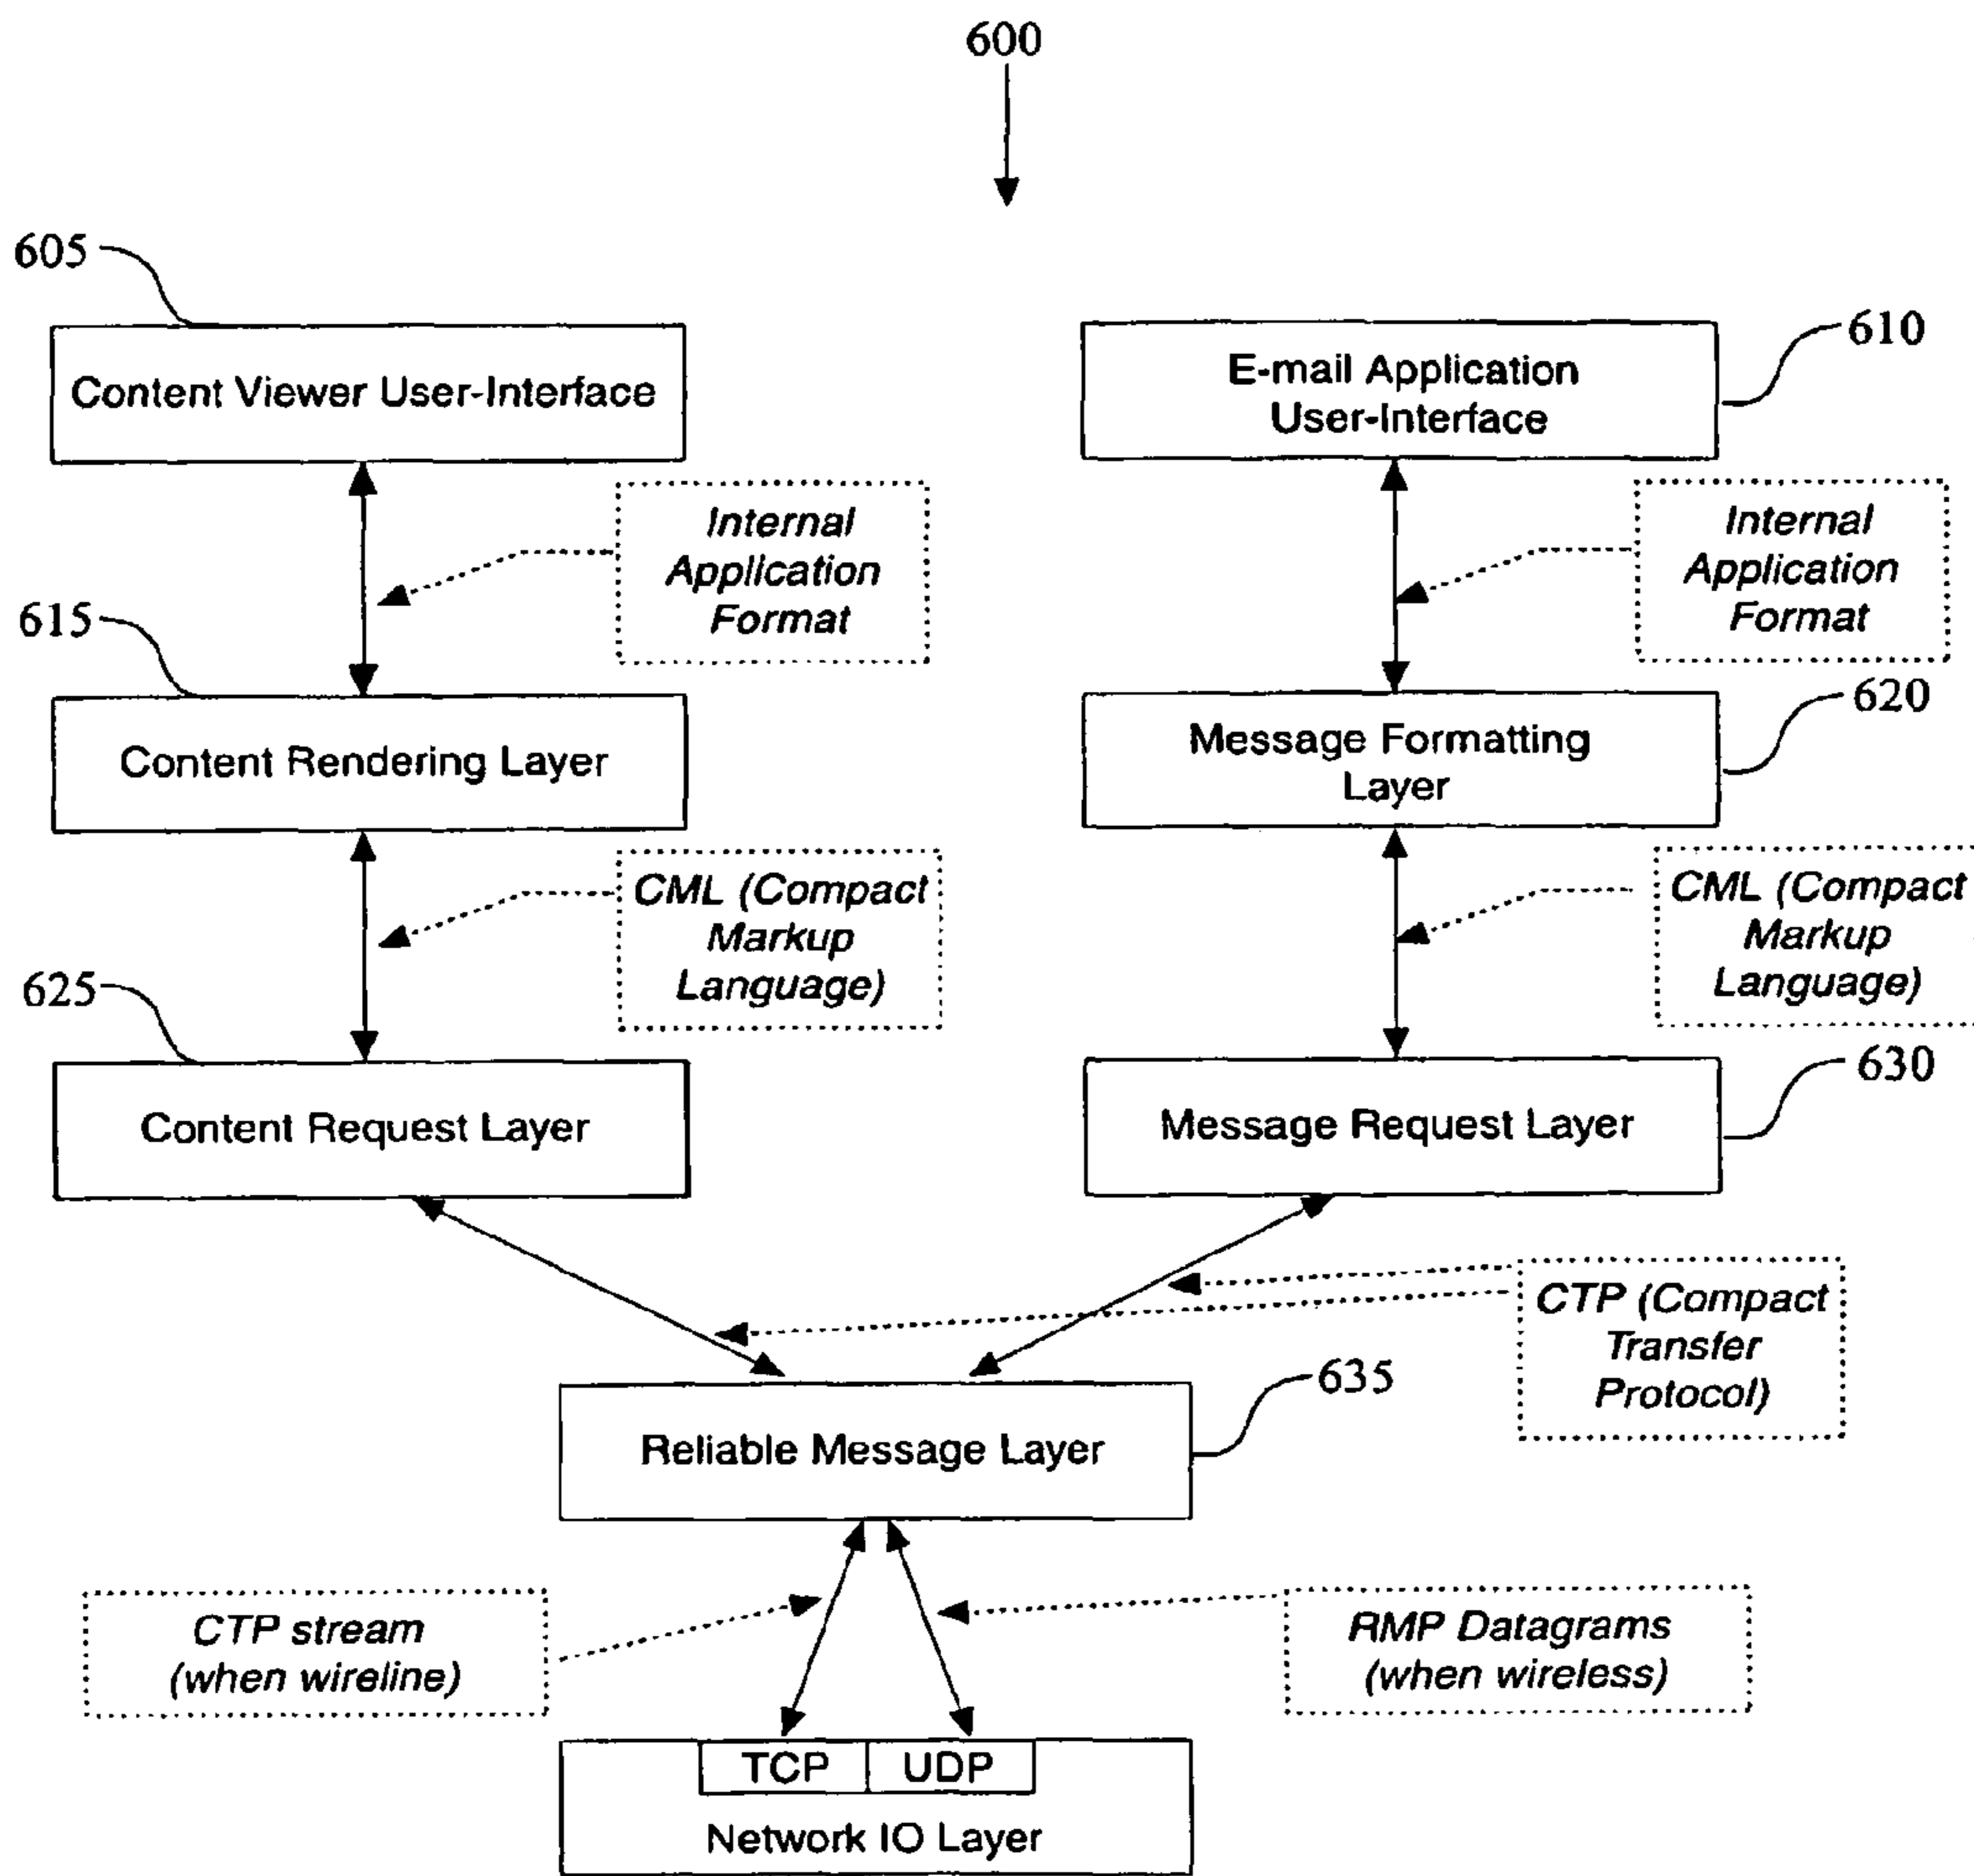 600
605
610
Content Viewer User-Interface
E-mail Application
User-Interface
Internal
Application
Format
Internal
Application
Format
615
620
Content Rendering Layer
Message Formatting
Layer
CML (Compact
Markup
Language)
CML (Compact
Markup
Language)
625
630
Content Request Layer
Message Request Layer
CTP (Compact
Transfer
Protocol)
635
Reliable Message Layer
CTP stream
(when wireline)
RMP Datagrams
(when wireless)
TCP
UDP
Network IO Layer